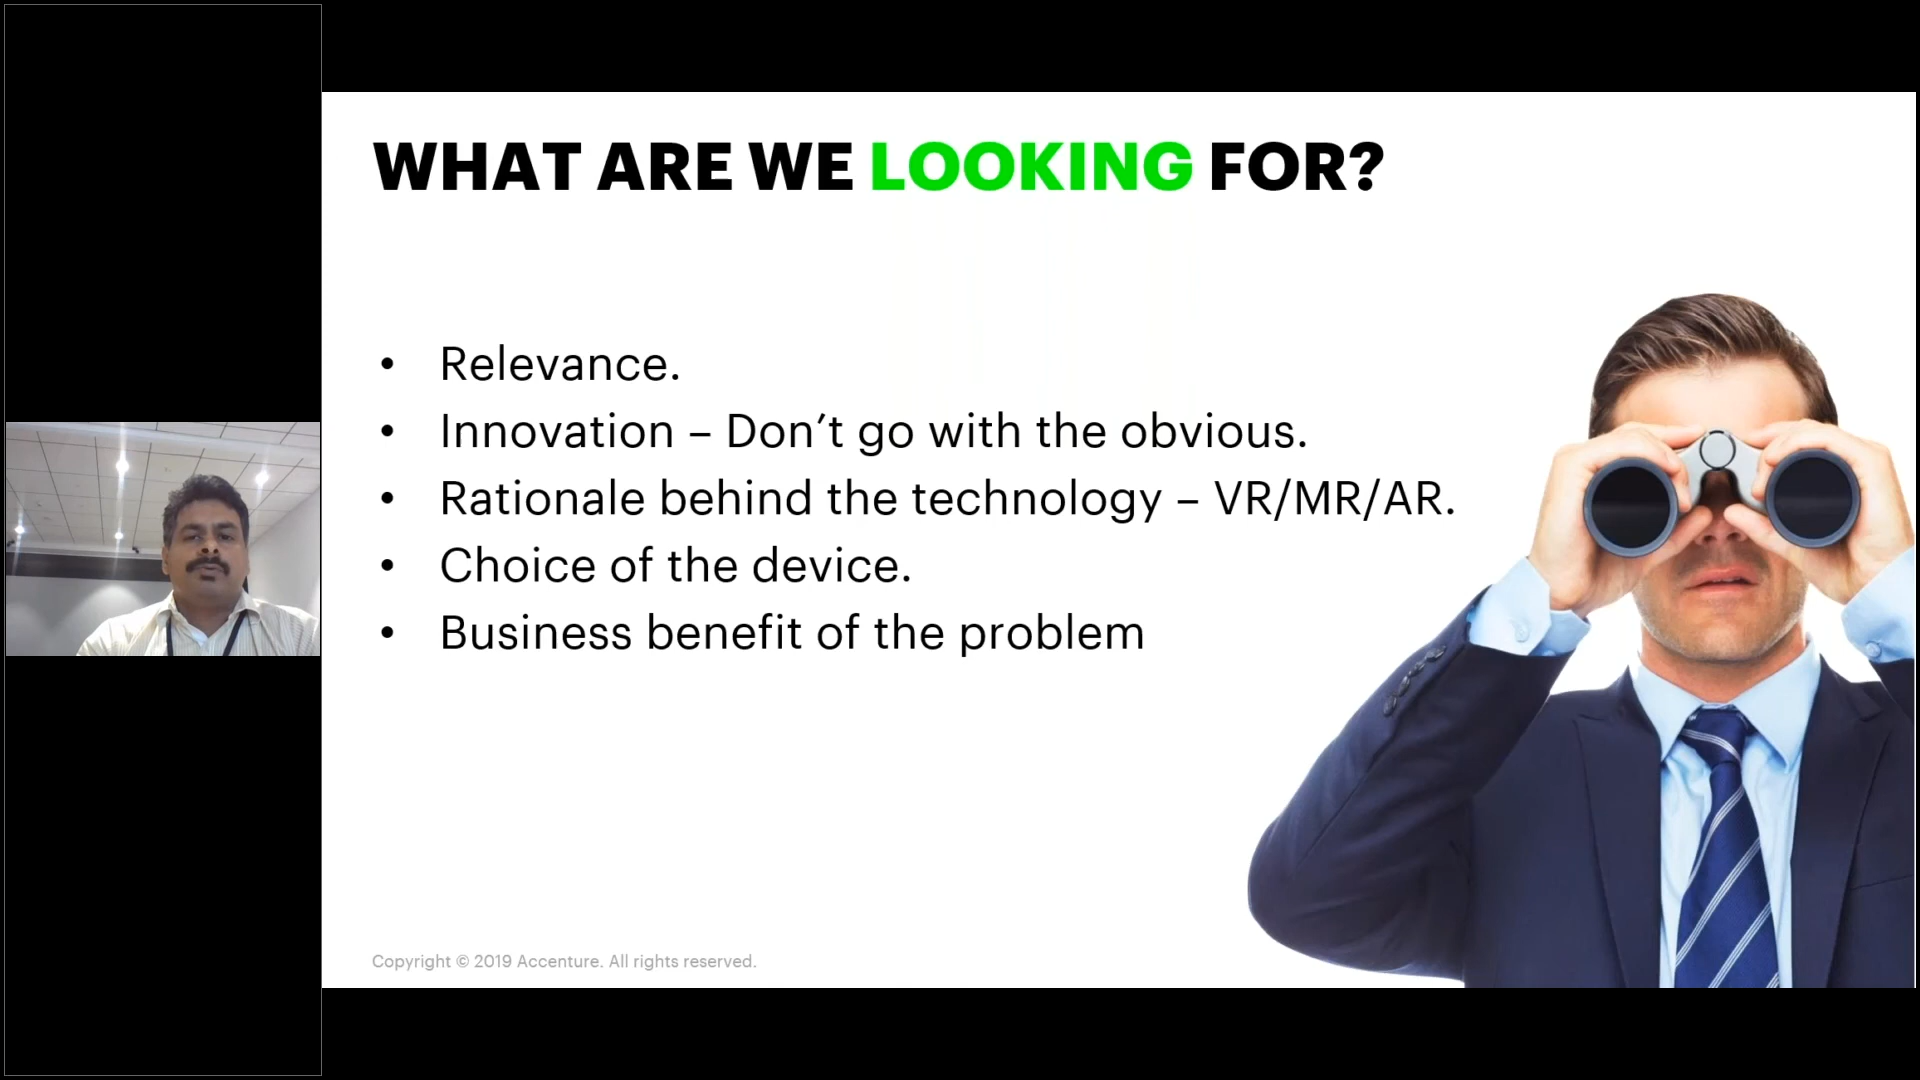 WHAT ARE WE LOOKING FOR?
• Relevance.
• Innovation – Don’t go with the obvious.
• Rationale behind the technology – VR/MR/AR.
• Choice of the device.
• Business benefit of the problem
Copyright © 2019 Accenture. All rights reserved.